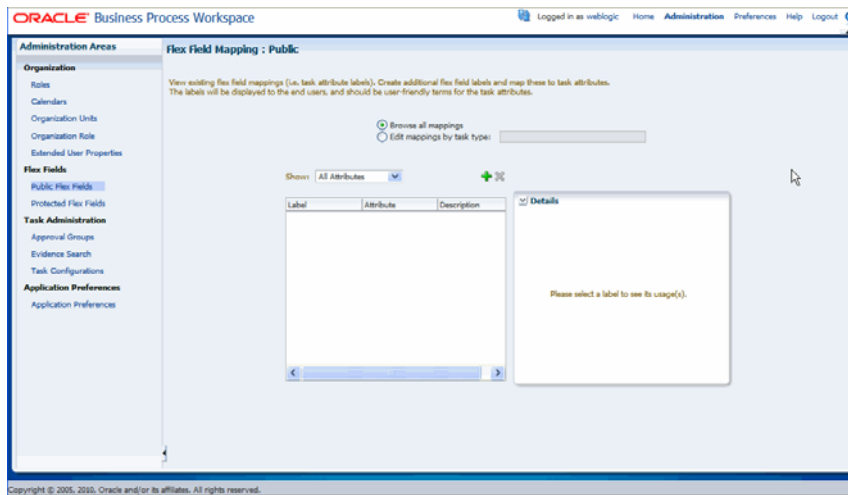 ORACLE Business Process Workspace
Logged in as weblogic Home Administration Preferences Help Logout
Administration Areas
Organization
Roles
Calendars
Organization Units
Organization Role
Extended User Properties
Flex Fields
Public Flex Fields
Protected Flex Fields
Task Administration
Approval Groups
Evidence Search
Task Configurations
Application Preferences
Application Preferences
Flex Field Mapping : Public
View existing flex field mappings (i.e. task attribute labels). Create additional flex field labels and map these to task attributes.
The labels will be displayed to the end users, and should be user-friendly terms for the task attributes.
Browse all mappings
Edit mappings by task type:
Show: All Attributes
Label Attribute Description
Details
Please select a label to see its usage(s).
Copyright © 2005, 2010, Oracle and/or its affiliates. All rights reserved.